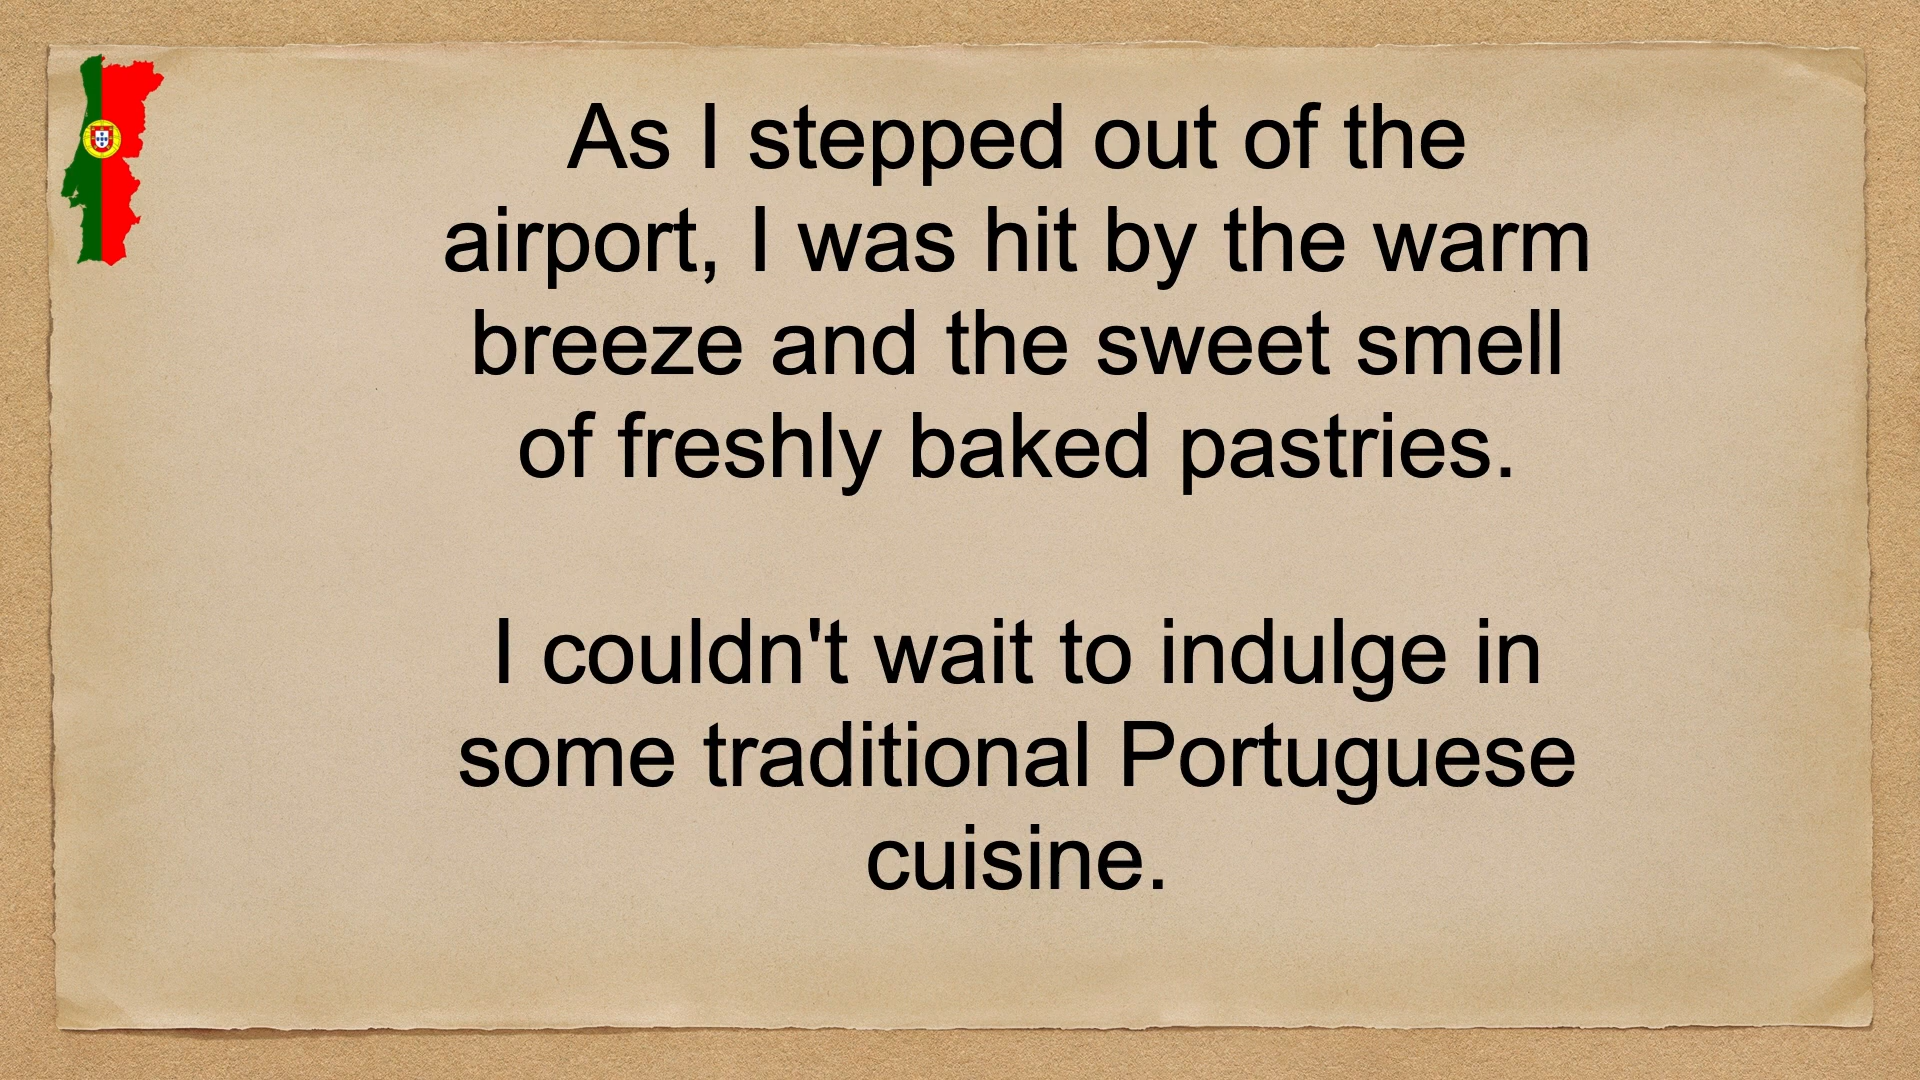 As I stepped out of the
airport, I was hit by the warm
breeze and the sweet smell
of freshly baked pastries.
I couldn't wait to indulge in
some traditional Portuguese
cuisine.